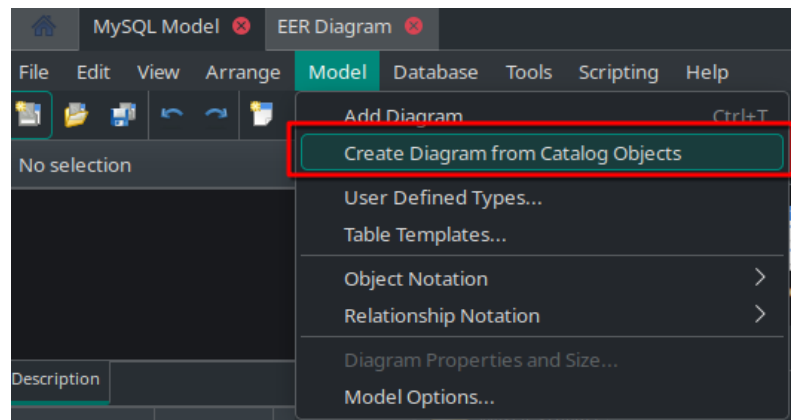 MySQL Model EER Diagram
File Edit View Arrange Model Database Tools Scripting Help
Add Diagram Ctrl+T
Create Diagram from Catalog Objects
No selection
User Defined Types...
Table Templates...
Object Notation
Relationship Notation
Diagram Properties and Size...
Description
Model Options...